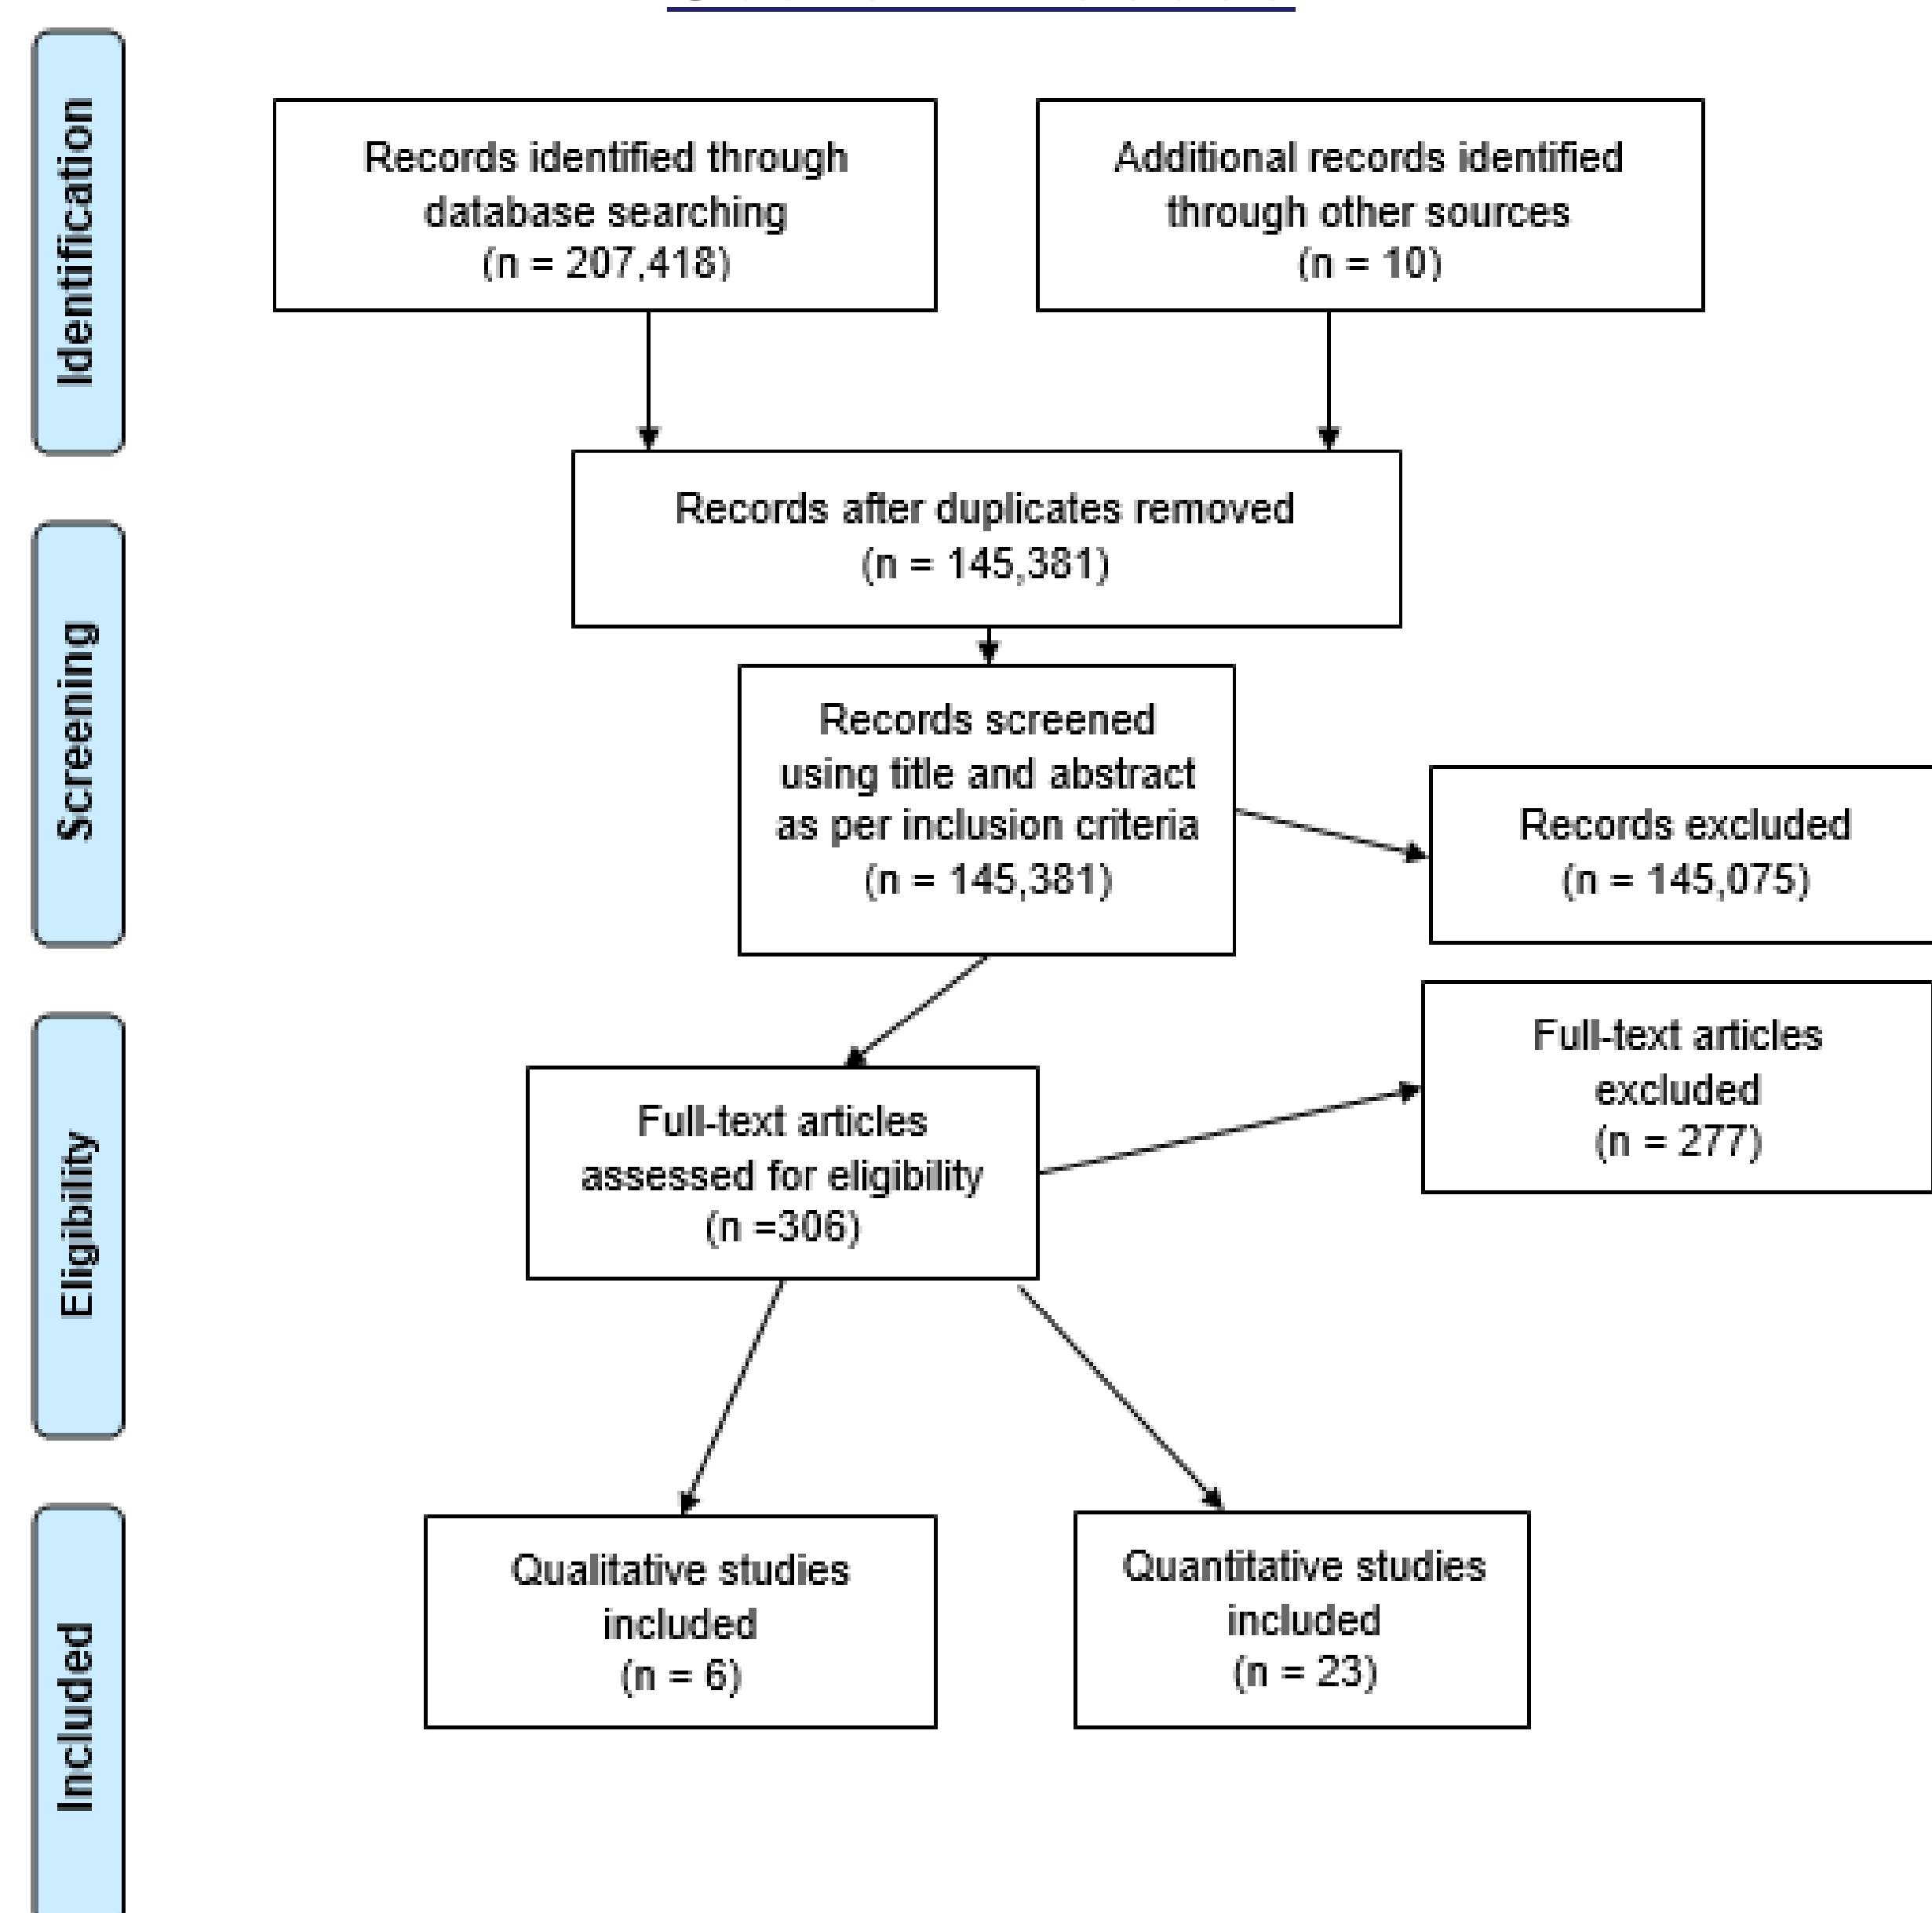 Identification
Records identified through
database searching
(n = 207,418)
Additional records identified
through other sources
(n = 10)
Records after duplicates removed
(n = 145,381)
Screening
Records screened
using title and abstract
as per inclusion criteria
(n = 145,381)
Records excluded
(n = 145,075)
Eligibility
Full-text articles
assessed for eligibility
(n =306)
Full-text articles
excluded
(n = 277)
Included
Qualitative studies
included
(n = 6)
Quantitative studies
included
(n = 23)